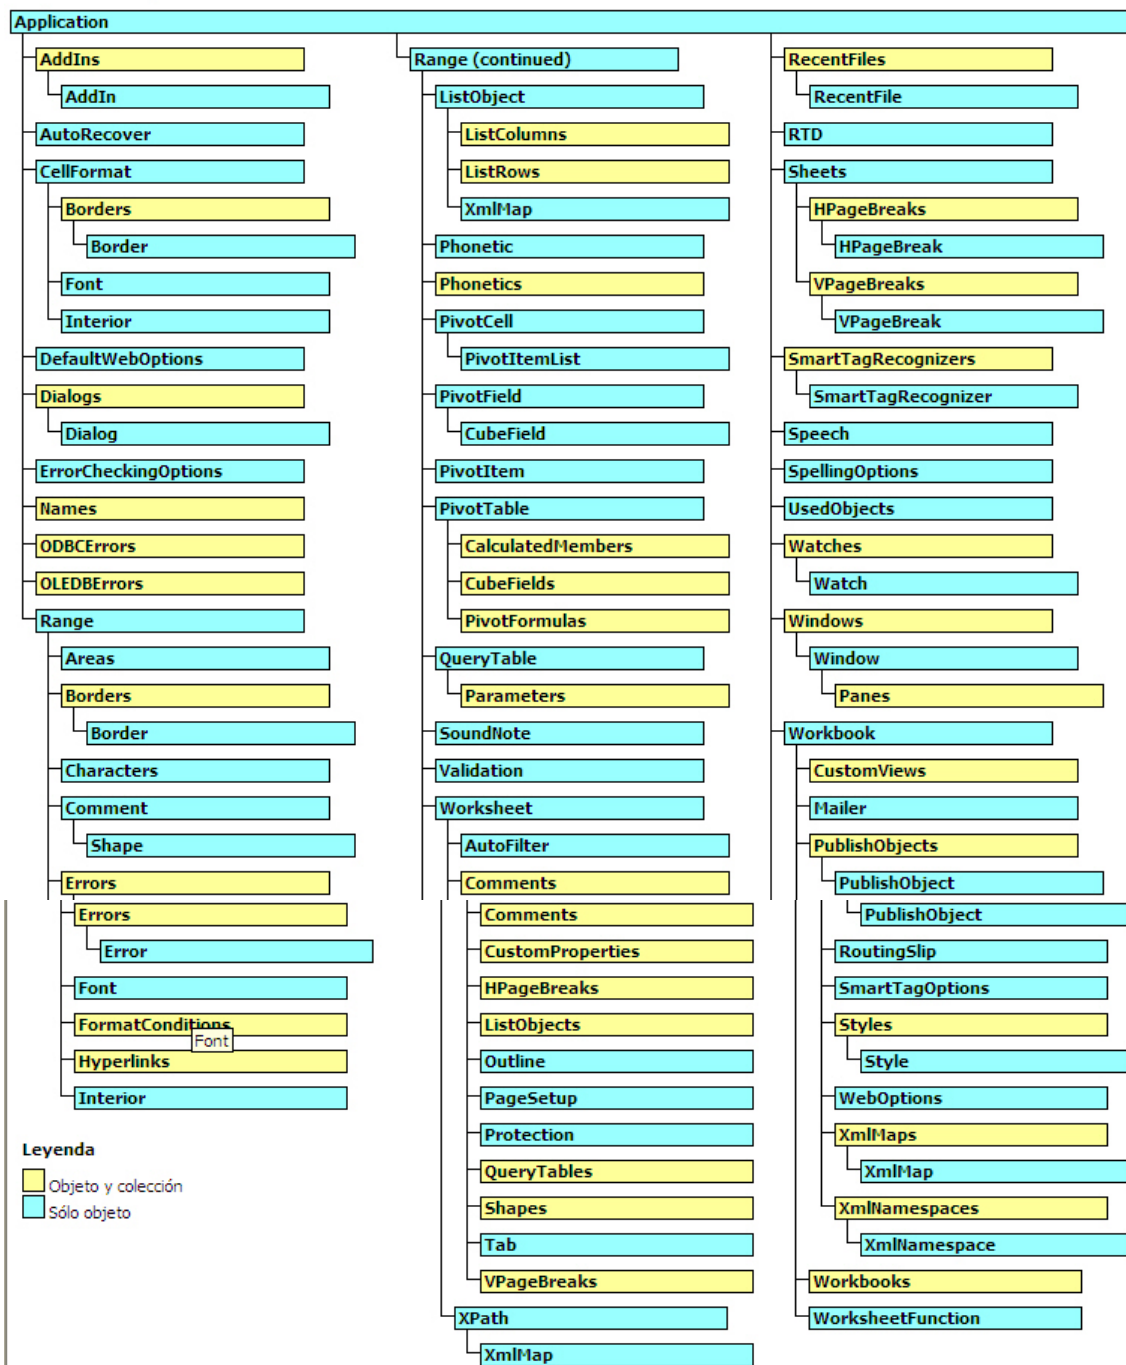 Application
AddIns
AddIn
AutoRecover
CellFormat
Borders
Border
Font
Interior
DefaultWebOptions
Dialogs
Dialog
ErrorCheckingOptions
Names
ODBCErrors
OLEDBErrors
Range
Areas
Borders
Border
Characters
Comment
Shape
Errors
Errors
Error
Font
FormatConditions
Font
Hyperlinks
Interior
Leyenda
Objeto y colección
Sólo objeto
Range (continued)
ListObject
ListColumns
ListRows
XmlMap
Phonetic
Phonetics
PivotCell
PivotItemList
PivotField
CubeField
PivotItem
PivotTable
CalculatedMembers
CubeFields
PivotFormulas
QueryTable
Parameters
SoundNote
Validation
Worksheet
AutoFilter
Comments
Comments
CustomProperties
HPageBreaks
ListObjects
Outline
PageSetup
Protection
QueryTables
Shapes
Tab
VPageBreaks
XPath
XmlMap
RecentFiles
RecentFile
RTD
Sheets
HPageBreaks
HPageBreak
VPageBreaks
VPageBreak
SmartTagRecognizers
SmartTagRecognizer
Speech
SpellingOptions
UsedObjects
Watches
Watch
Windows
Window
Panes
Workbook
CustomViews
Mailer
PublishObjects
PublishObject
PublishObject
RoutingSlip
SmartTagOptions
Styles
Style
WebOptions
XmlMaps
XmlMap
XmlNamespaces
XmlNamespace
Workbooks
WorksheetFunction